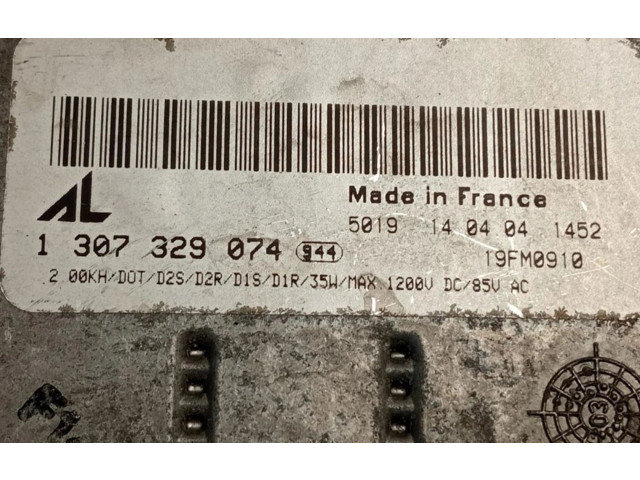 AL
Made in France
5019 14 04 04 1452
1 307 329 074 944
19FM0910
2.00KH/DOT/D2S/D2R/D1S/D1R/35W/MAX 1200V DC/85V AC
03